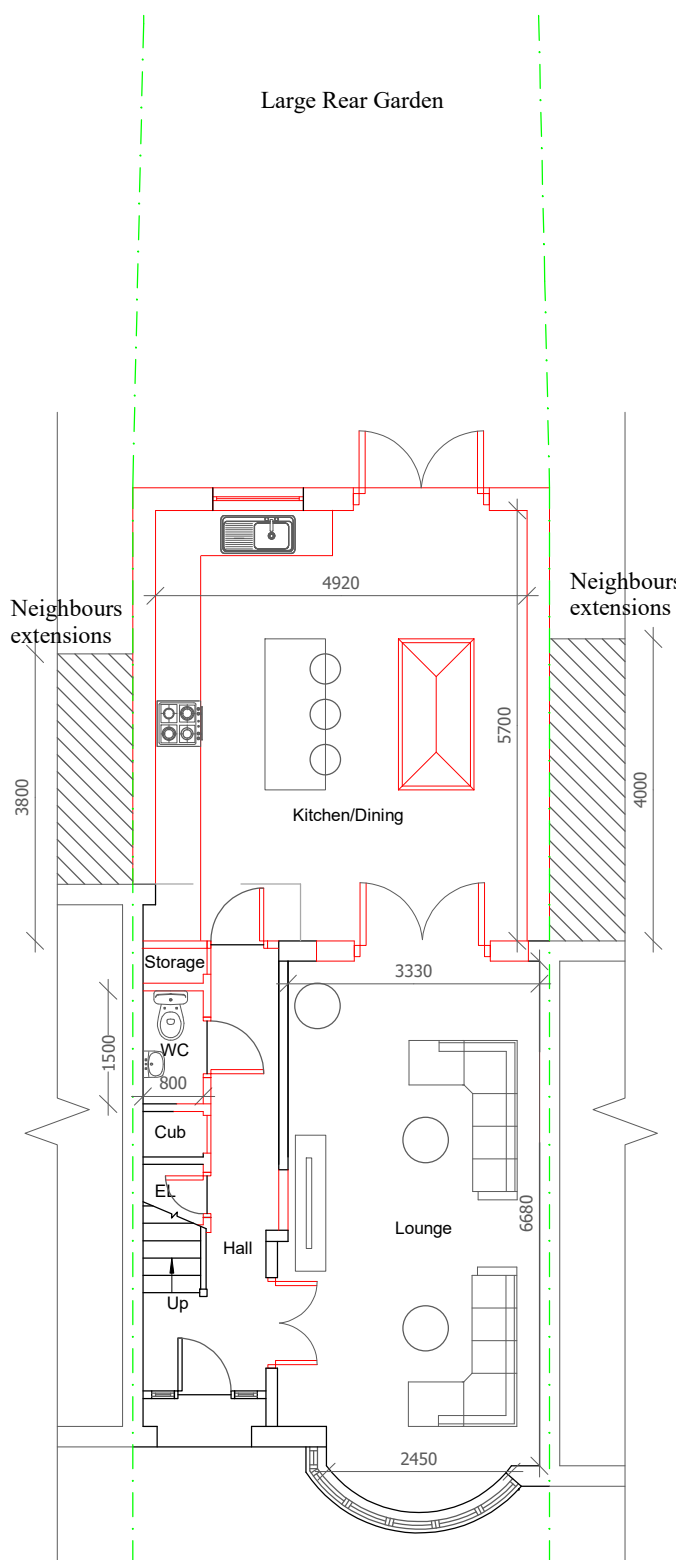 Large Rear Garden
4920
Neighbours
extensions
Neighbours
extensions
5700
3800
4000
Kitchen/Dining
Storage
3330
1500
WC
800
Cub
EL
6680
Lounge
Hall
Up
2450